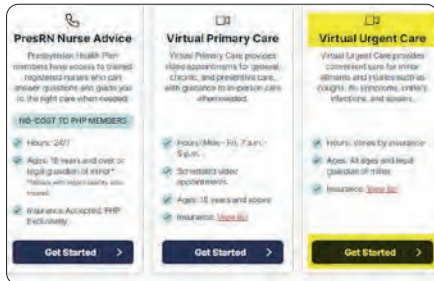 PresRN Nurse Advice
Presbyterian Health Plan
members have access to trained
registered nurses who can
answer questions and guide you
to the right care when needed.
NO-COST TO PHP MEMBERS
Hours: 24/7
Ages: 18 years and over or
legal guardian of minor*
Insurance Accepted: PHP
Exclusively
Get Started >
Virtual Primary Care
Virtual Primary Care provides
video appointments for general,
chronic, and preventive care,
with guidance to in-person care
when needed.
Hours: Mon - Fri, 7 a.m. -
5 p.m.
Scheduled video
appointments
Ages: 18 years and above
Insurance: View list
Get Started >
Virtual Urgent Care
Virtual Urgent Care provides
convenient care for minor
ailments and injuries such as
coughs, flu symptoms, urinary
infections, and sprains.
Hours: Varies by insurance
Ages: All ages and legal
guardian of minor
Insurance: View list
Get Started >